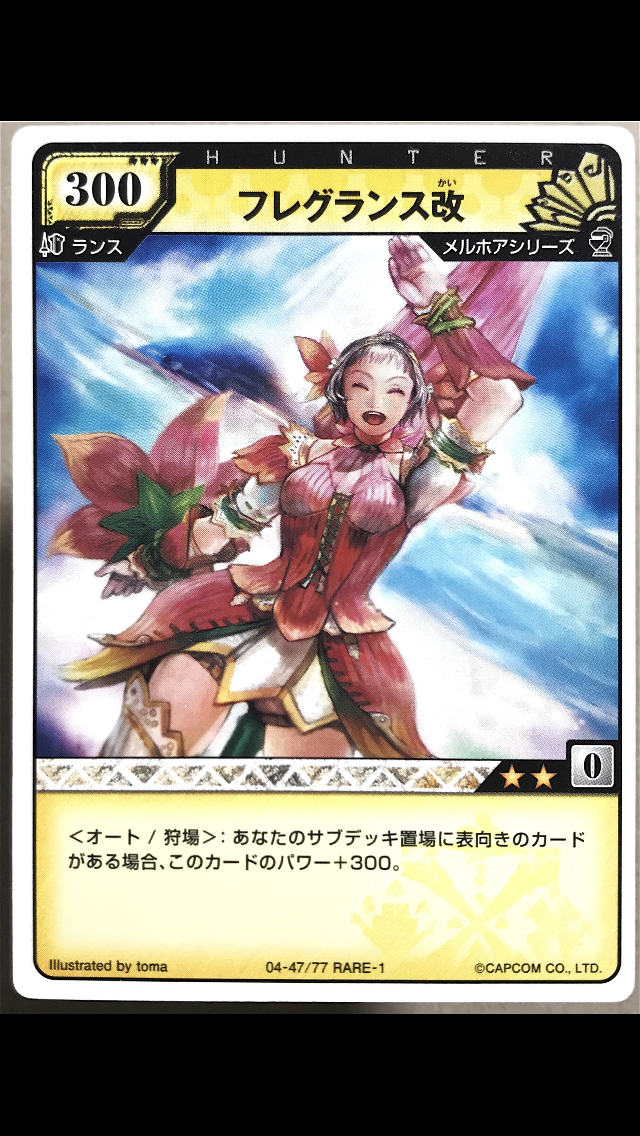 HUNTER
300
かい
フレグランス改
ランス
メルホアシリーズ
0
＜オート / 狩場＞：あなたのサブデッキ置場に表向きのカード
がある場合、このカードのパワー＋300。
Illustrated by toma
04-47/77 RARE-1
©CAPCOM CO., LTD.